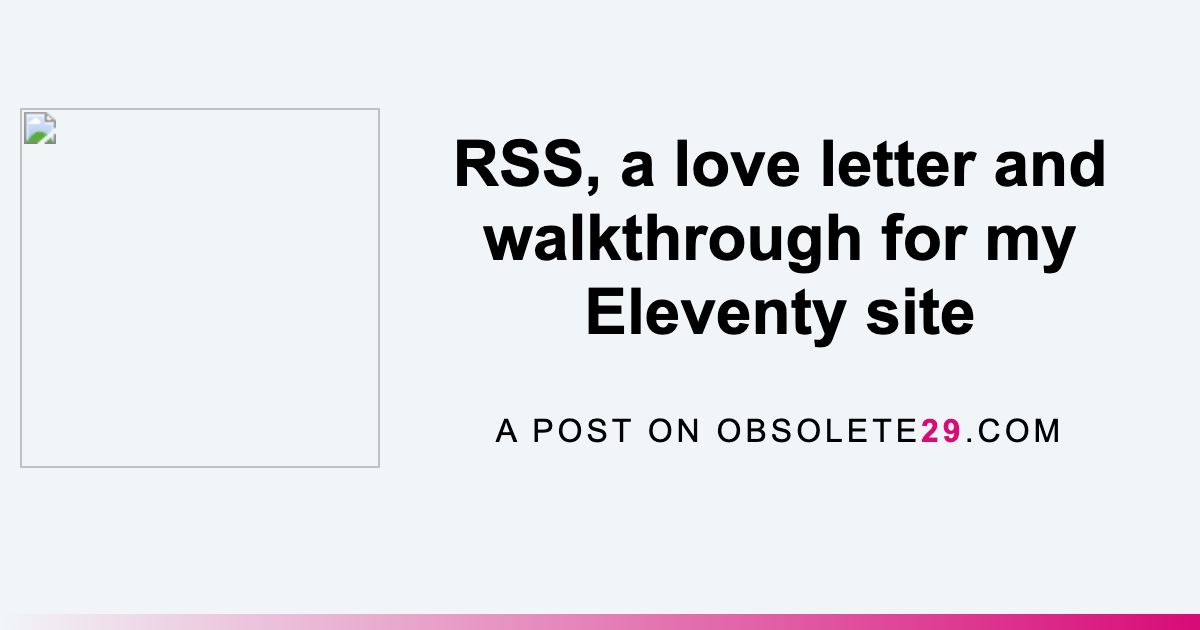 RSS, a love letter and
walkthrough for my
Eleventy site
A POST ON OBSOLETE29.COM